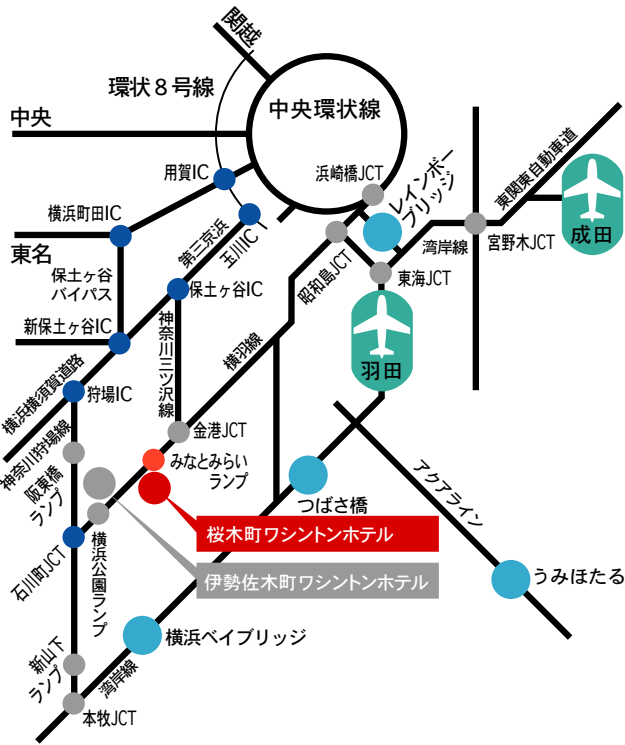 関越
環状８号線
中央環状線
中央
浜崎橋JCT
用賀IC
レインボー
ブリッジ
東関東自動車道
横浜町田IC
第三京浜
玉川IC
東名
昭和島JCT
湾岸線
宮野木JCT
成田
東海JCT
保土ヶ谷
バイパス
保土ヶ谷IC
新保土ヶ谷IC
神奈川三ツ沢線
横羽線
羽田
横浜横須賀道路
狩場IC
神奈川狩場線
金港JCT
阪東橋
ランプ
みなとみらい
ランプ
アクアライン
つばさ橋
桜木町ワシントンホテル
石川町JCT
横浜公園ランプ
伊勢佐木町ワシントンホテル
うみほたる
横浜ベイブリッジ
新山下
ランプ
湾岸線
本牧JCT